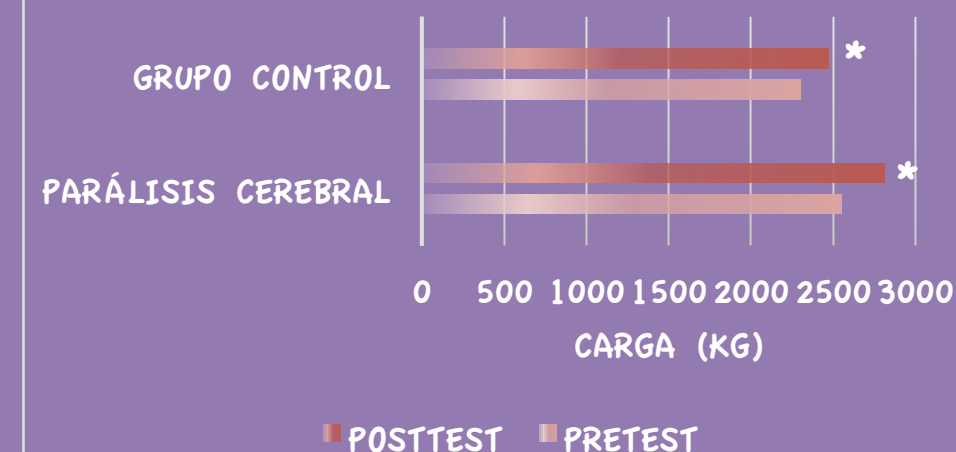 GRUPO CONTROL
*
PARÁLISIS CEREBRAL
*
0 500 1000 1500 2000 2500 3000
CARGA (KG)
POSTTEST PRETEST